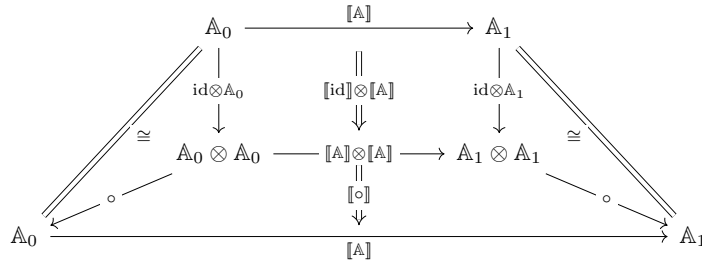 ⟦𝔸⟧
𝔸₀ 𝔸₁
id⊗𝔸₀ ⟦id⟧⊗⟦𝔸⟧ id⊗𝔸₁
≅ ≅
𝔸₀ ⊗ 𝔸₀ ⟦𝔸⟧⊗⟦𝔸⟧ 𝔸₁ ⊗ 𝔸₁
∘ ⟦∘⟧ ∘
𝔸₀ 𝔸₁
⟦𝔸⟧